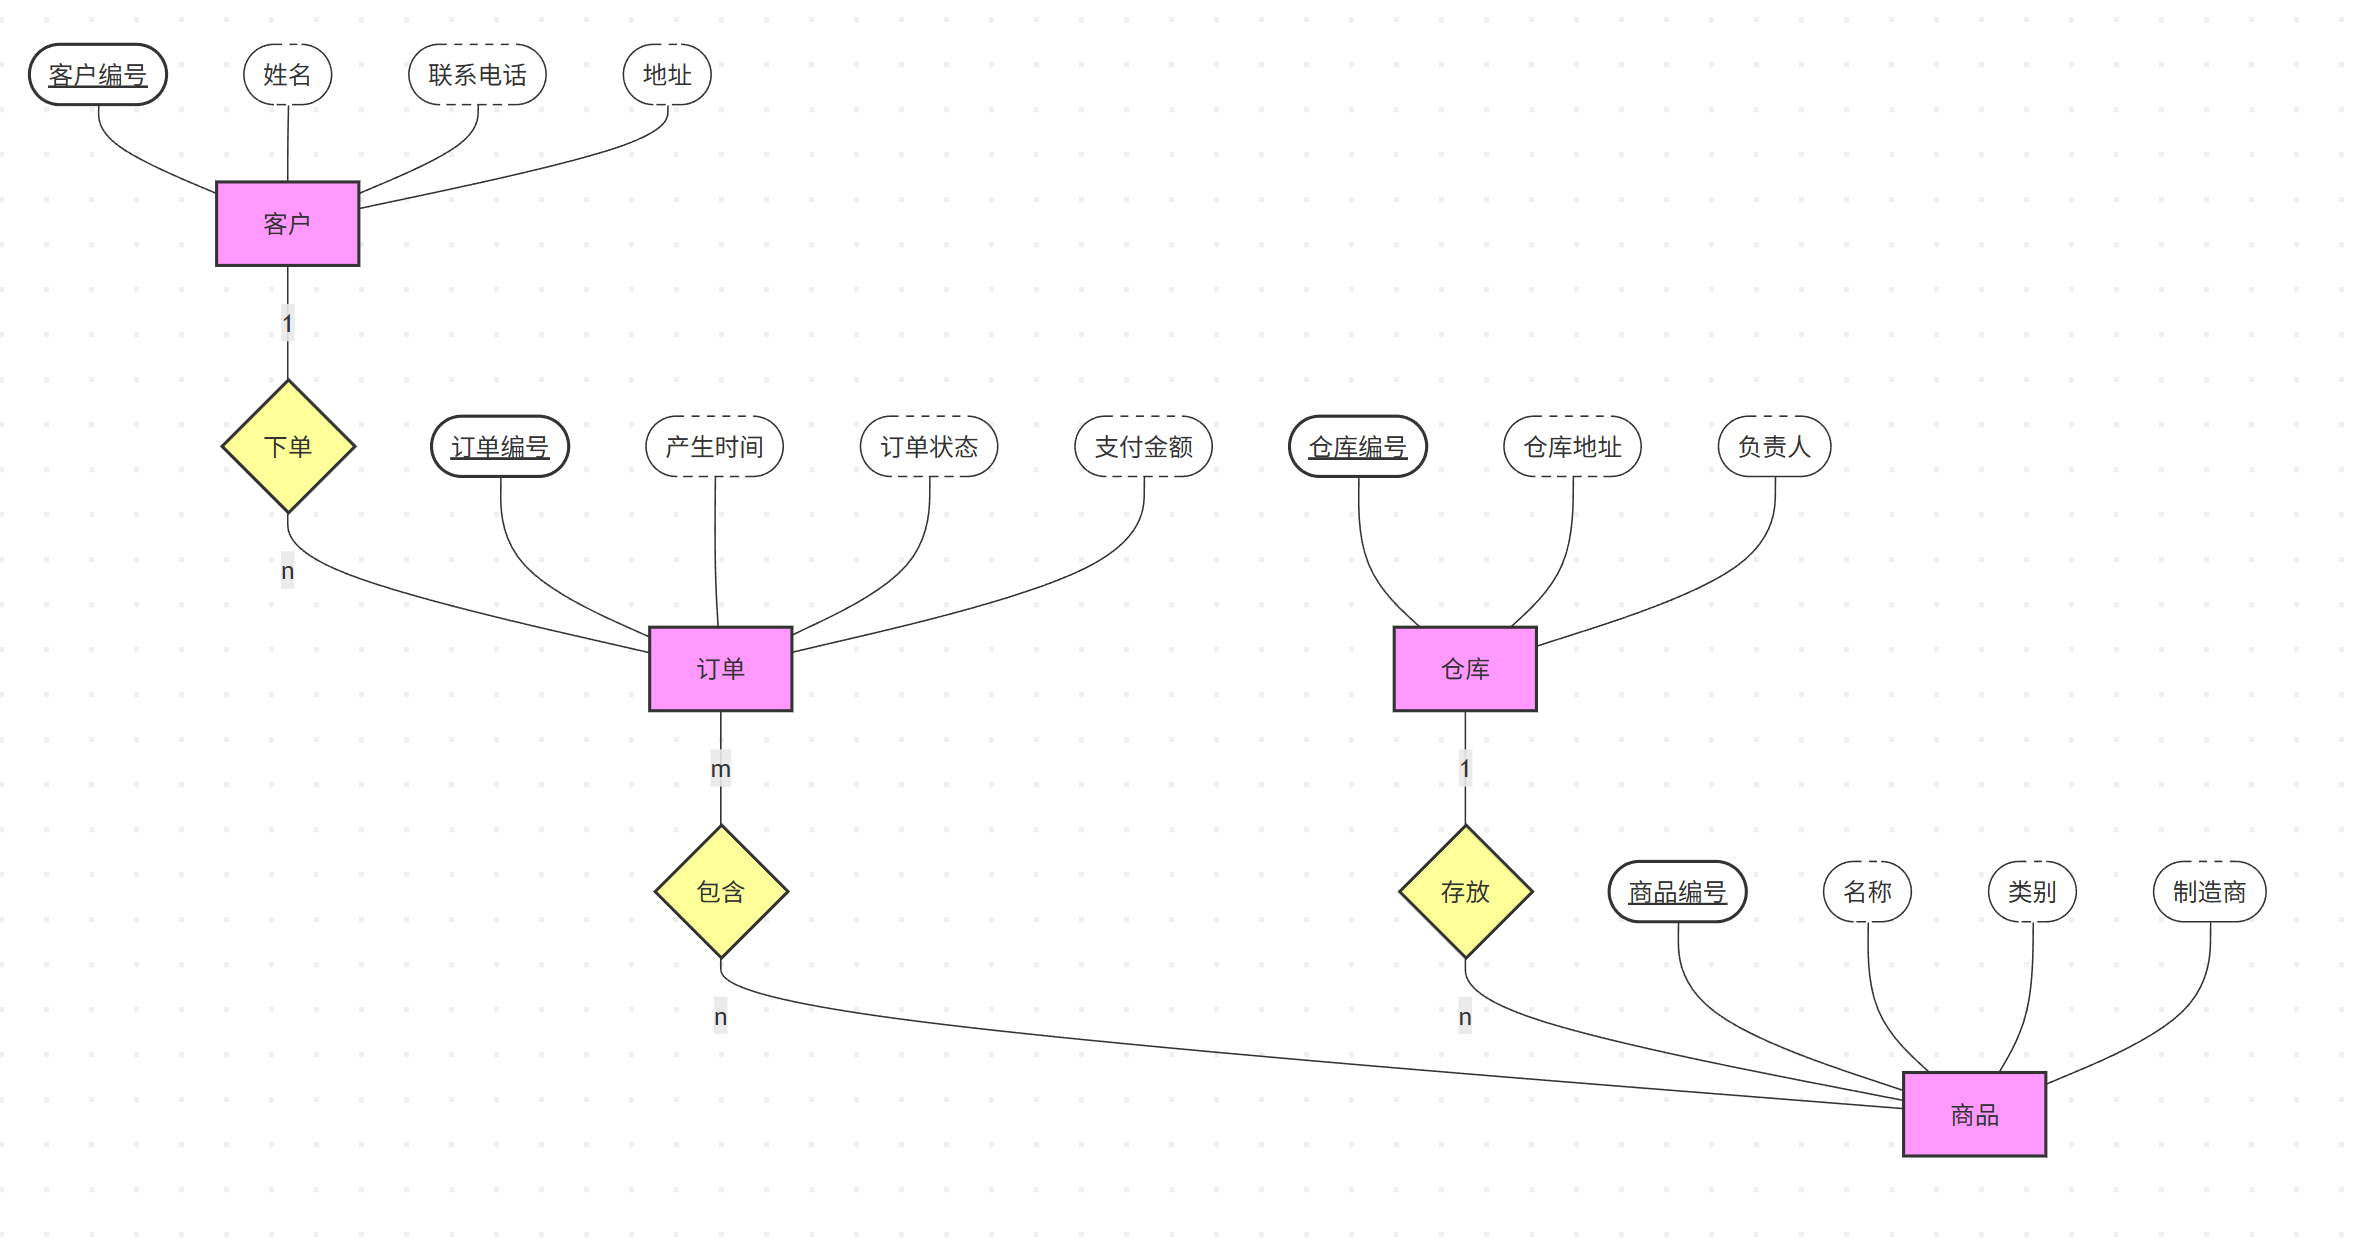 客户编号
姓名
联系电话
地址
客户
1
下单
订单编号
产生时间
订单状态
支付金额
仓库编号
仓库地址
负责人
n
订单
仓库
m
1
包含
存放
商品编号
名称
类别
制造商
n
n
商品